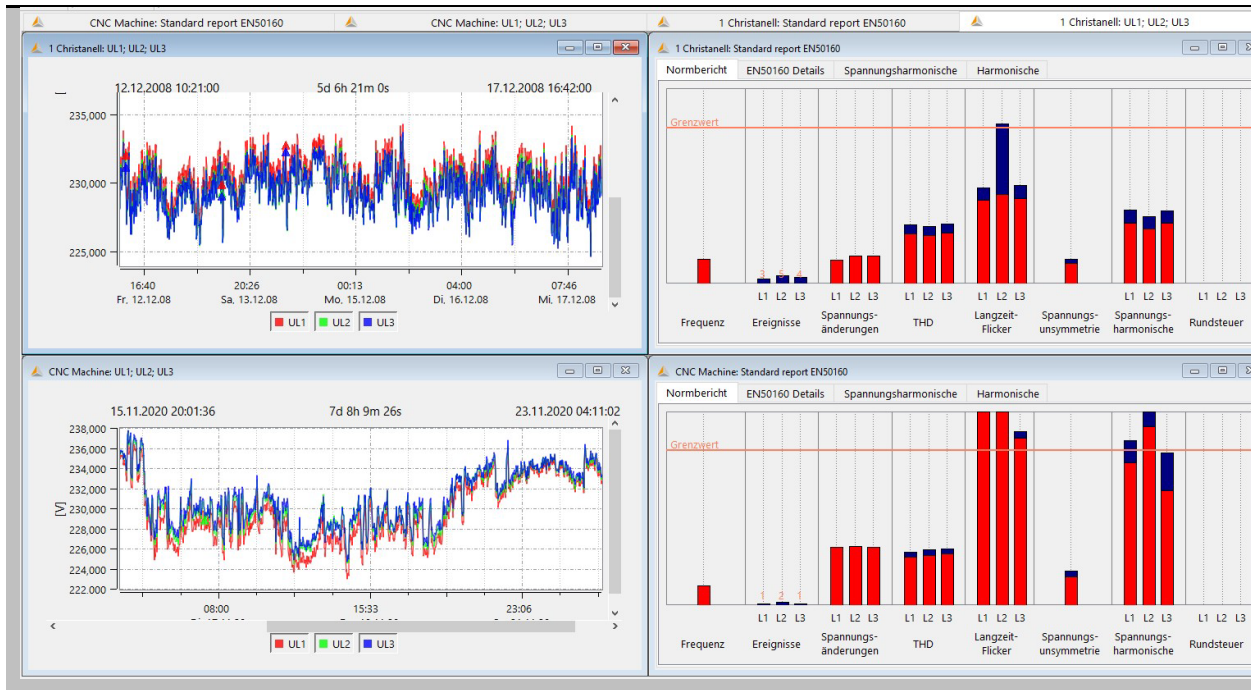 CNC Machine: Standard report EN50160
CNC Machine: UL1; UL2; UL3
1 Christanell: Standard report EN50160
1 Christanell: UL1; UL2; UL3
1 Christanell: UL1; UL2; UL3
12.12.2008 10:21:00 5d 6h 21m 0s 17.12.2008 16:42:00
235,000
230,000
225,000
16:40 20:26 00:13 04:00 07:46
Fr. 12.12.08 Sa. 13.12.08 Mo. 15.12.08 Di. 16.12.08 Mi. 17.12.08
UL1 UL2 UL3
1 Christanell: Standard report EN50160
Normbericht EN50160 Details Spannungsharmonische Harmonische
Grenzwert
3 5 4
L1 L2 L3 L1 L2 L3 L1 L2 L3 L1 L2 L3 L1 L2 L3 L1 L2 L3
Frequenz Ereignisse Spannungs- THD Langzeit- Spannungs- Spannungs- Rundsteuer
änderungen Flicker unsymmetrie harmonische
CNC Machine: UL1; UL2; UL3
15.11.2020 20:01:36 7d 8h 9m 26s 23.11.2020 04:11:02
238,000
236,000
234,000
232,000
230,000
228,000
226,000
224,000
222,000
[V]
08:00 15:33 23:06
UL1 UL2 UL3
CNC Machine: Standard report EN50160
Normbericht EN50160 Details Spannungsharmonische Harmonische
Grenzwert
1 2 1
L1 L2 L3 L1 L2 L3 L1 L2 L3 L1 L2 L3 L1 L2 L3 L1 L2 L3
Frequenz Ereignisse Spannungs- THD Langzeit- Spannungs- Spannungs- Rundsteuer
änderungen Flicker unsymmetrie harmonische